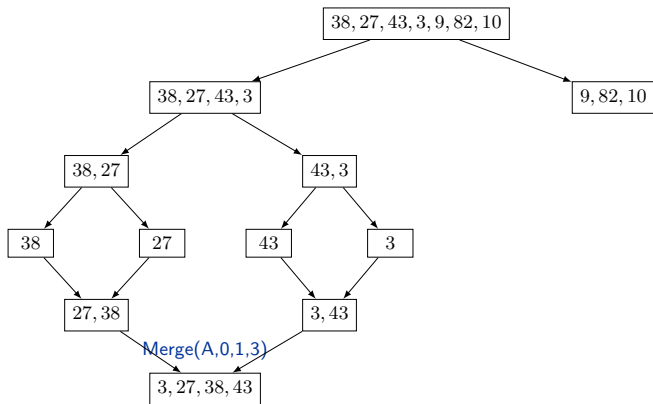 38, 27, 43, 3, 9, 82, 10
38, 27, 43, 3
9, 82, 10
38, 27
43, 3
38
27
43
3
27, 38
3, 43
Merge(A,0,1,3)
3, 27, 38, 43